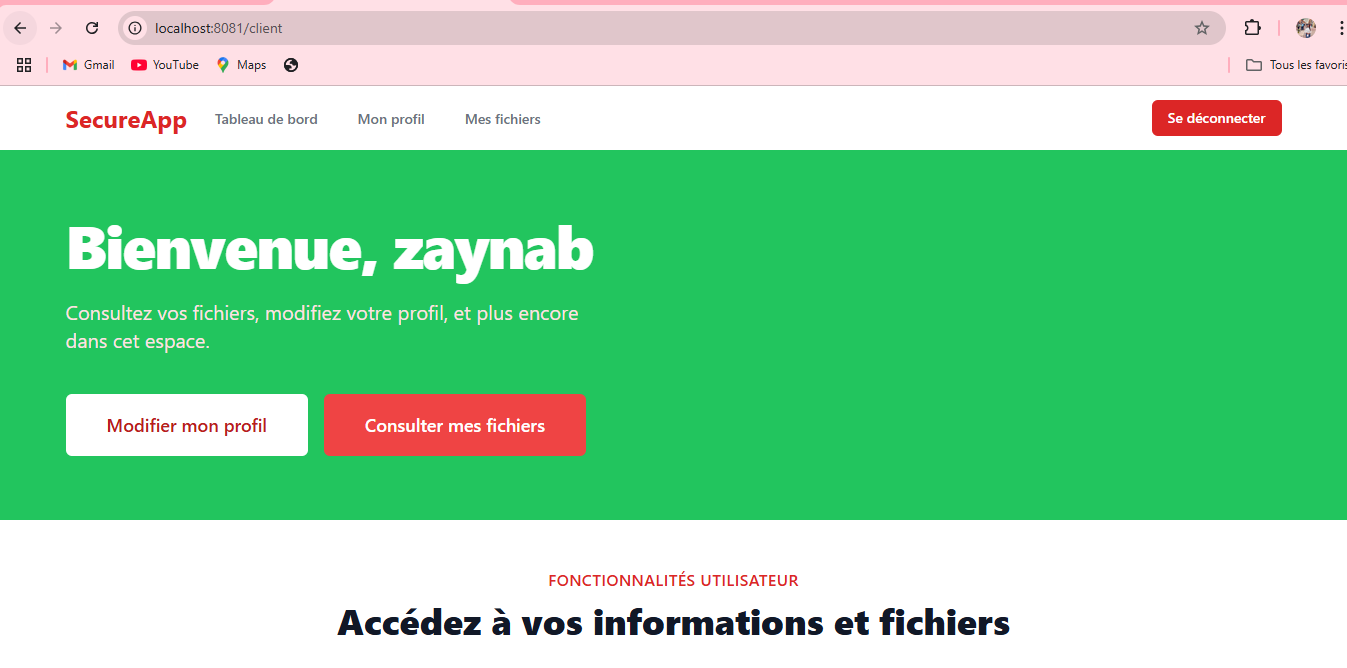 localhost:8081/client
Gmail YouTube Maps Tous les favoris
SecureApp Tableau de bord Mon profil Mes fichiers Se déconnecter
Bienvenue, zaynab
Consultez vos fichiers, modifiez votre profil, et plus encore
dans cet espace.
Modifier mon profil Consulter mes fichiers
FONCTIONNALITÉS UTILISATEUR
Accédez à vos informations et fichiers